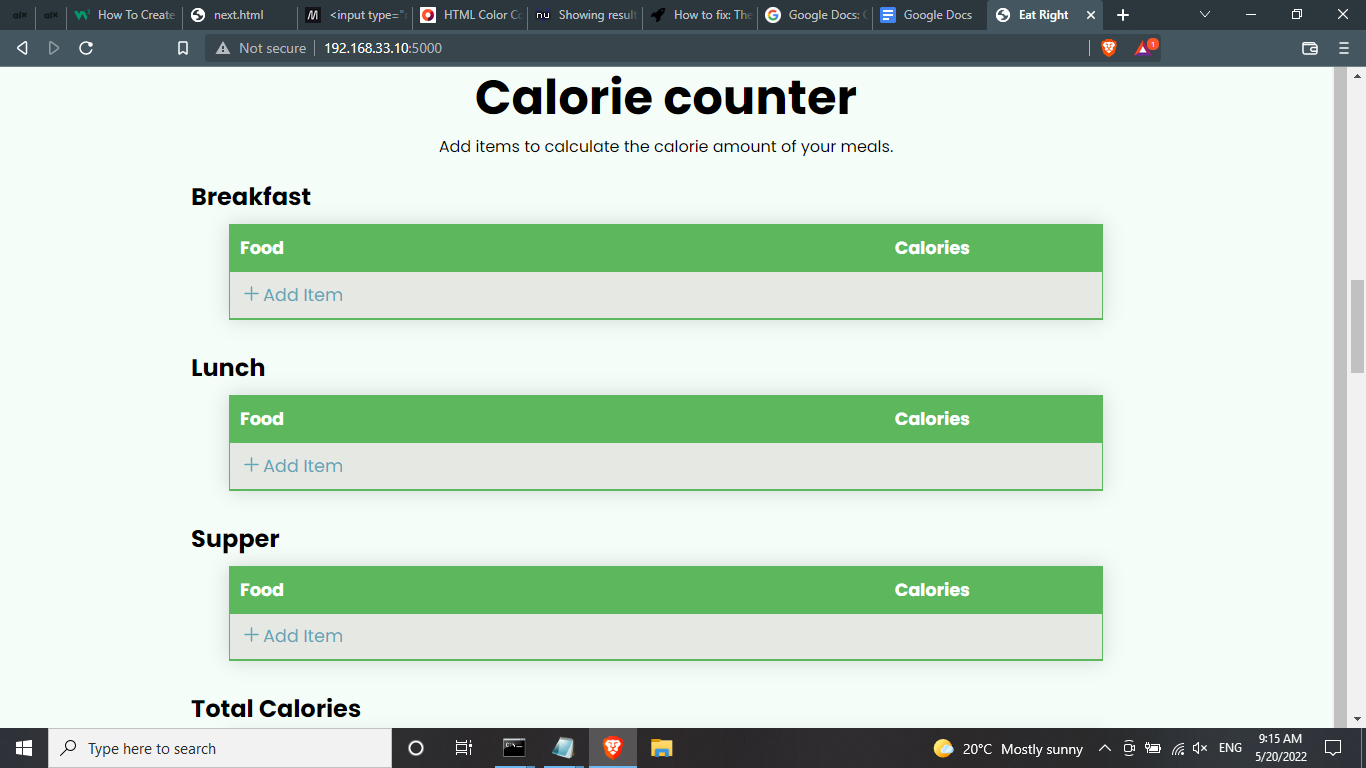 How To Create
next.html
M
<input type="r
HTML Color Co
nu
Showing result
How to fix: The
Google Docs: C
Google Docs
Eat Right
Not secure
192.168.33.10:5000
1
Calorie counter
Add items to calculate the calorie amount of your meals.
Breakfast
Food Calories
+ Add Item
Lunch
Food Calories
+ Add Item
Supper
Food Calories
+ Add Item
Total Calories
Type here to search
20°C Mostly sunny
ENG
9:15 AM
5/20/2022